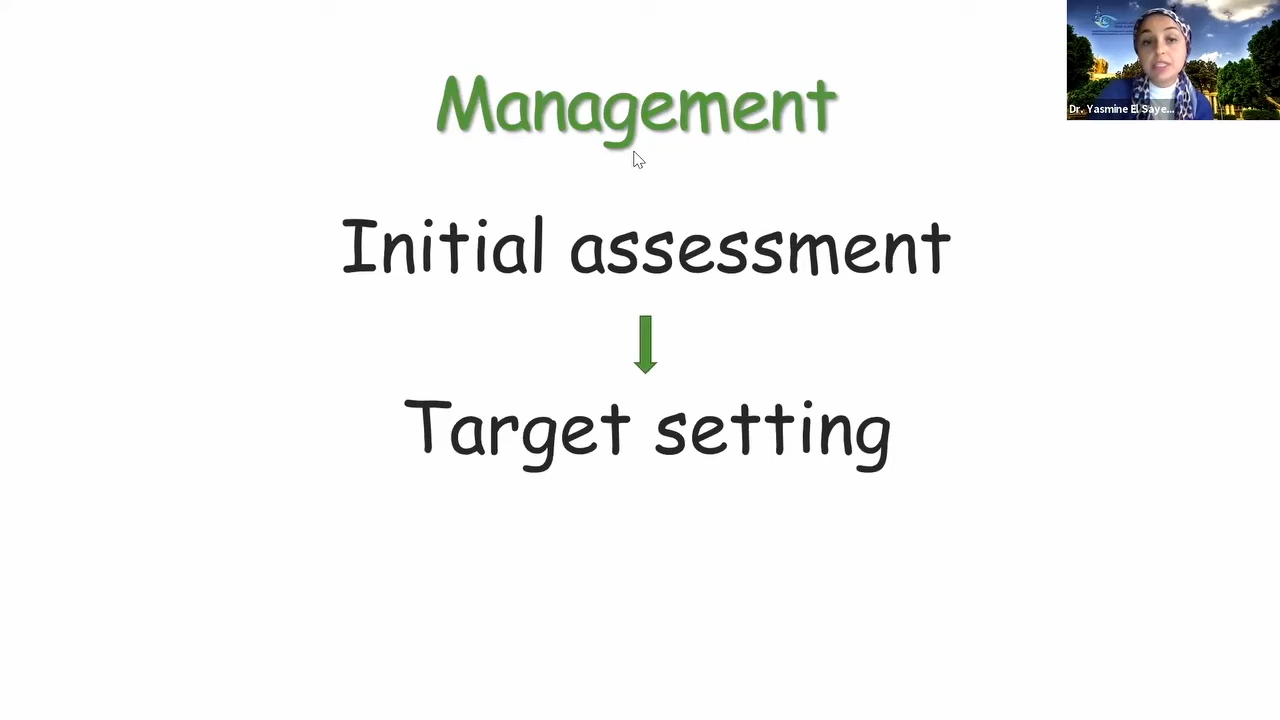 Management
Initial assessment
Target setting
Dr. Yasmine El Saye...